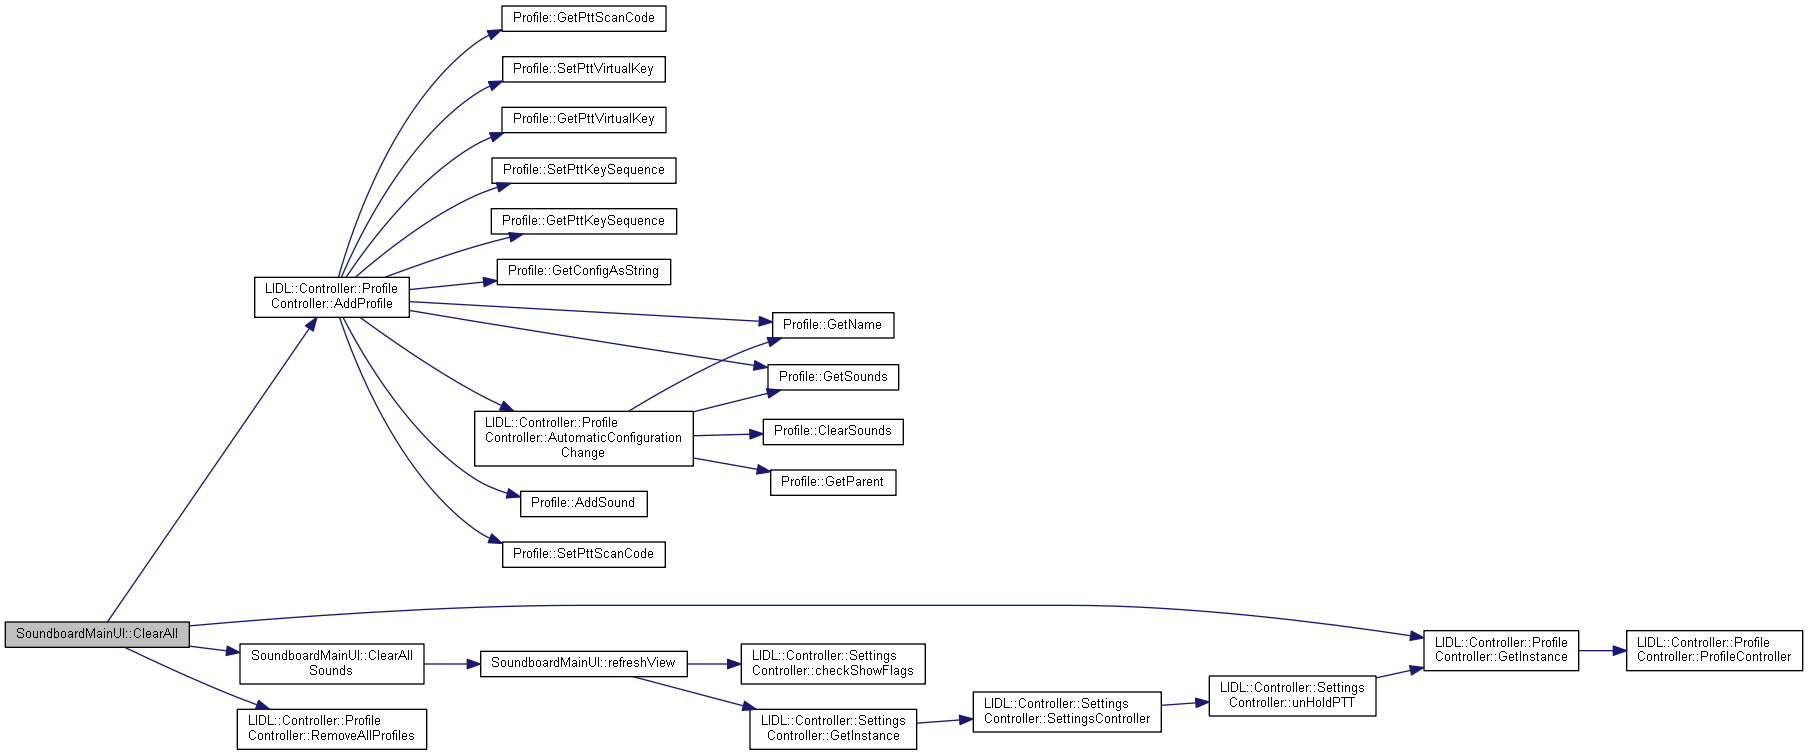 Profile::GetPttScanCode
Profile::SetPttVirtualKey
Profile::GetPttVirtualKey
Profile::SetPttKeySequence
Profile::GetPttKeySequence
Profile::GetConfigAsString
LIDL::Controller::Profile
Controller::AddProfile
Profile::GetName
Profile::GetSounds
LIDL::Controller::Profile
Controller::AutomaticConfiguration
Change
Profile::ClearSounds
Profile::GetParent
Profile::AddSound
Profile::SetPttScanCode
SoundboardMainUI::ClearAll
SoundboardMainUI::ClearAll
Sounds
SoundboardMainUI::refreshView
LIDL::Controller::Settings
Controller::checkShowFlags
LIDL::Controller::Profile
Controller::GetInstance
LIDL::Controller::Profile
Controller::ProfileController
LIDL::Controller::Settings
Controller::unHoldPTT
LIDL::Controller::Settings
Controller::SettingsController
LIDL::Controller::Settings
Controller::GetInstance
LIDL::Controller::Profile
Controller::RemoveAllProfiles